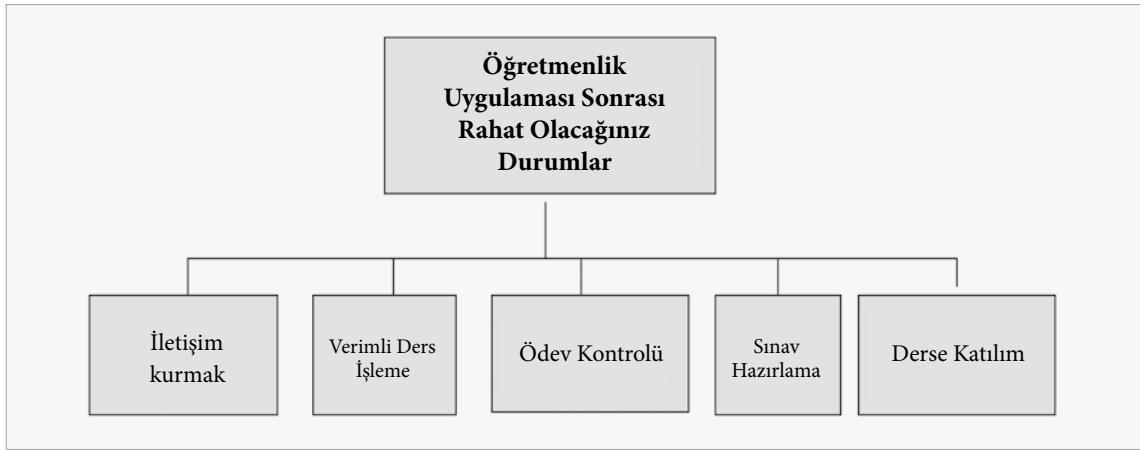 Öğretmenlik
Uygulaması Sonrası
Rahat Olacağınız
Durumlar
İletişim
kurmak
Verimli Ders
İşleme
Ödev Kontrolü
Sınav
Hazırlama
Derse Katılım